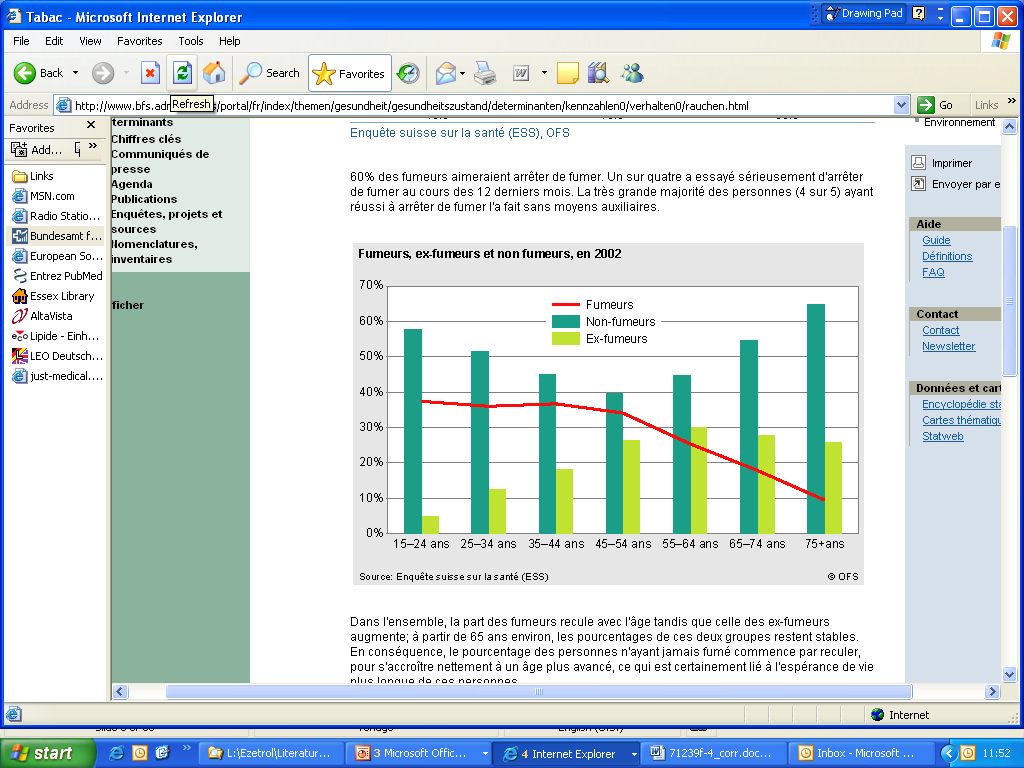 Tabac - Microsoft Internet Explorer
Drawing Pad
File Edit View Favorites Tools Help
Back Search Favorites
Address http://www.bfs.adm /portal/fr/index/themen/gesundheit/gesundheitszustand/determinanten/kennzahlen0/verhalten0/rauchen.html Go Links »
Refresh
Favorites
Add... »
Links
MSN.com
Radio Statio...
Bundesamt f...
European So...
Entrez PubMed
Essex Library
AltaVista
Lipide - Einh...
LEO Deutsch...
just-medical....
terminants
Chiffres clés
Communiqués de
presse
Agenda
Publications
Enquêtes, projets et
sources
Nomenclatures,
inventaires
ficher
Enquête suisse sur la santé (ESS), OFS
60% des fumeurs aimeraient arrêter de fumer. Un sur quatre a essayé sérieusement d'arrêter
de fumer au cours des 12 derniers mois. La très grande majorité des personnes (4 sur 5) ayant
réussi à arrêter de fumer l'a fait sans moyens auxiliaires.
Fumeurs, ex-fumeurs et non fumeurs, en 2002
70%
60%
50%
40%
30%
20%
10%
0%
Fumeurs
Non-fumeurs
Ex-fumeurs
15–24 ans 25–34 ans 35–44 ans 45–54 ans 55–64 ans 65–74 ans 75+ans
Source: Enquête suisse sur la santé (ESS) © OFS
Dans l'ensemble, la part des fumeurs recule avec l'âge tandis que celle des ex-fumeurs
augmente; à partir de 65 ans environ, les pourcentages de ces deux groupes restent stables.
En conséquence, le pourcentage des personnes n'ayant jamais fumé commence par reculer,
pour s'accroître nettement à un âge plus avancé, ce qui est certainement lié à l'espérance de vie
plus longue de ces personnes.
Environnement
Imprimer
Envoyer par e
Aide
Guide
Définitions
FAQ
Contact
Contact
Newsletter
Données et cart
Encyclopédie sta
Cartes thématiqu
Statweb
Internet
start » L:\Ezetrol\Literatur... 3 Microsoft Offic... 4 Internet Explorer 71239f-4_corr.doc... Inbox - Microsoft ... 11:52